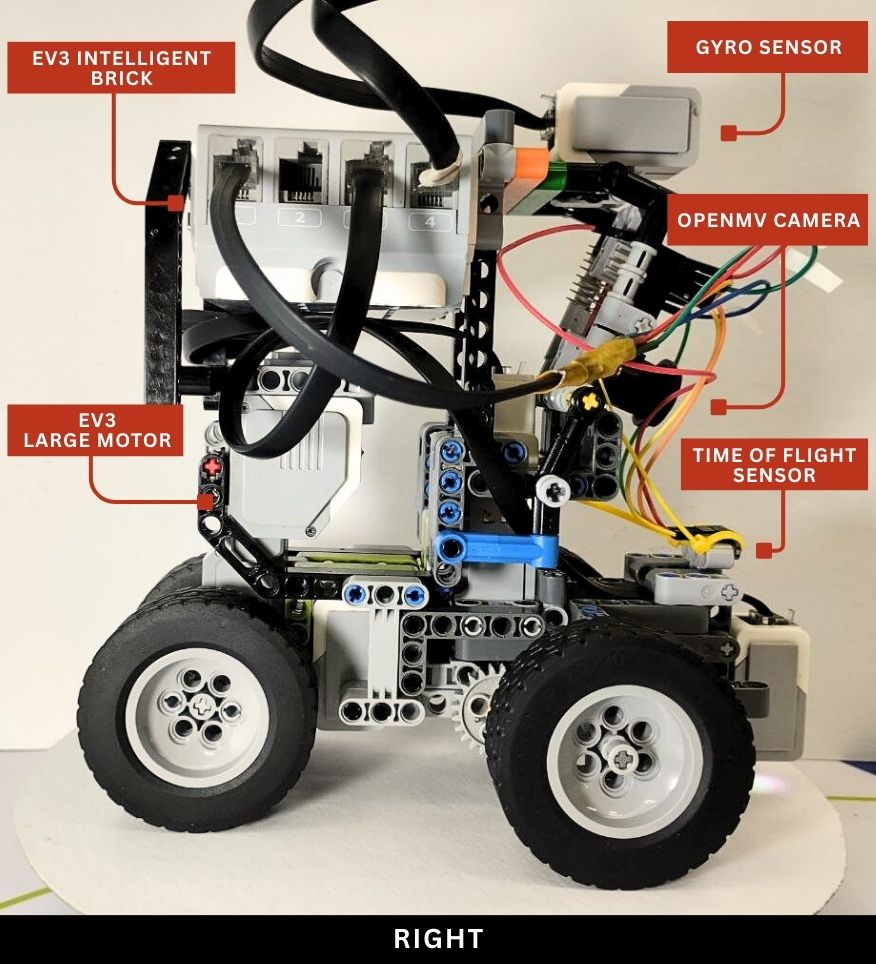 EV3 INTELLIGENT
BRICK
GYRO SENSOR
OPENMV CAMERA
EV3
LARGE MOTOR
TIME OF FLIGHT
SENSOR
2
4
RIGHT